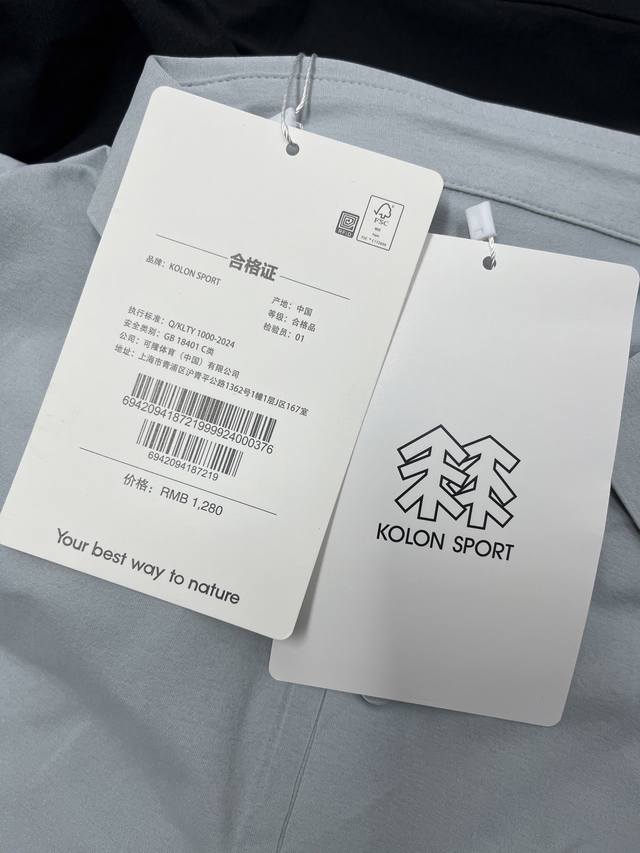 RFID
FSC
合格证
品牌：KOLON SPORT
产地：中国
等级：合格品
检验员：01
执行标准：Q/KLTY 1000-2024
安全类别：GB 18401 C类
公司：可隆体育（中国）有限公司
地址：上海市青浦区沪青平公路1362号1幢1层J区167室
694209418721999924000376
6942094187219
价格：RMB 1,280
Your best way to nature
KOLON SPORT